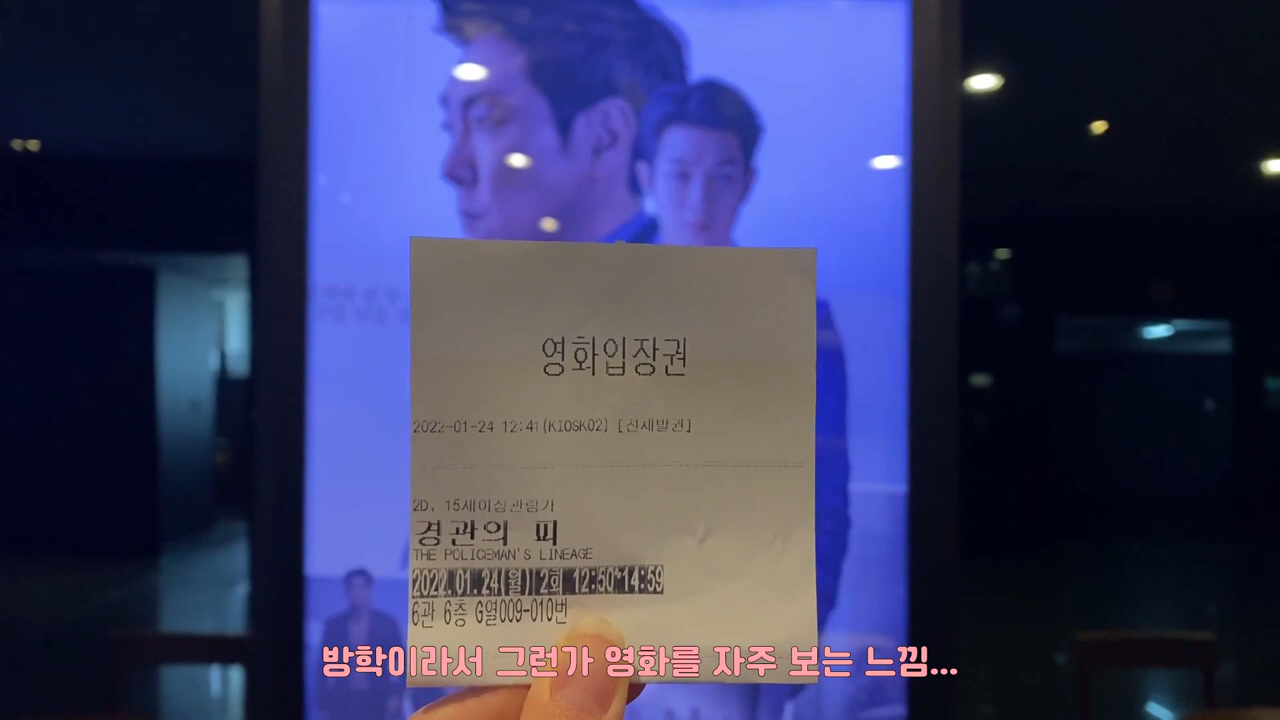 영화입장권
2022-01-24 12:41(KIOSK02) [전세발권]
2D, 15세이상관람가
경관의 피
THE POLICEMAN'S LINEAGE
2022.01.24(월) 2회 12:50~14:59
6관 6층 G열009-010번
방학이라서 그런가 영화를 자주 보는 느낌...